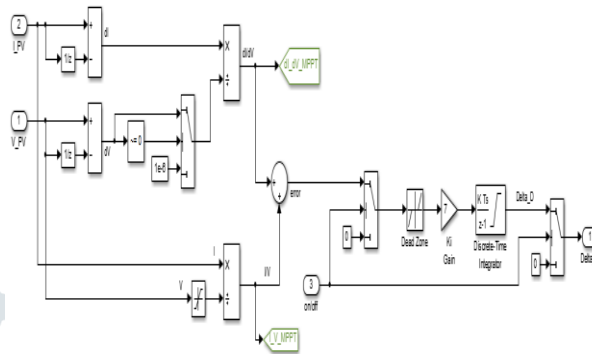 2
I_PV
1/z
+
-
dI
x
÷
dI/dV
dI_dV_MPPT
1
V_PV
1/z
+
-
dV
~= 0
1e-6
+
+
error
0
Dead Zone
7
Ki
Gain
K Ts
z-1
Discrete-Time
Integrator
Delta_D
0
1
Delta
I
V
x
÷
I/V
I_V_MPPT
3
on/off